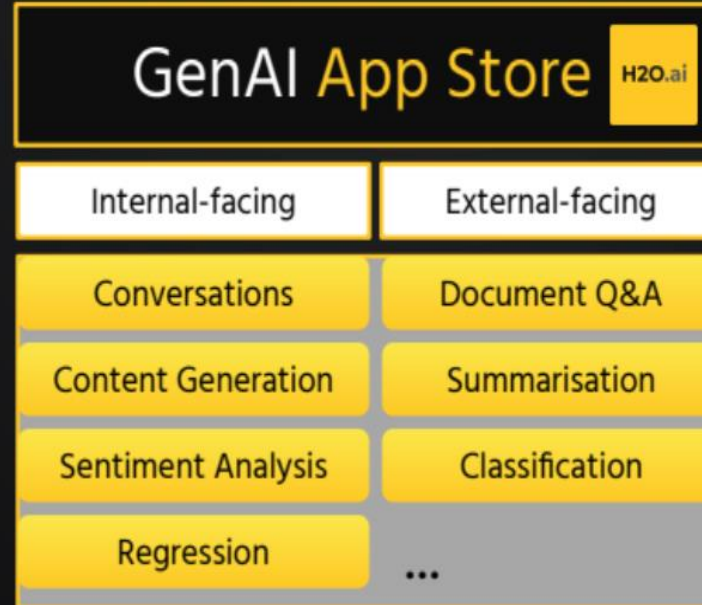 GenAI App Store H2O.ai
Internal-facing External-facing
Conversations Document Q&A
Content Generation Summarisation
Sentiment Analysis Classification
Regression ...